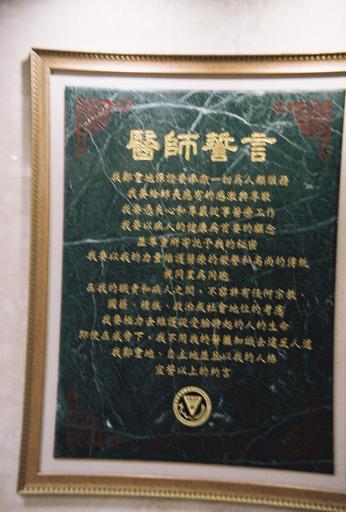 醫師誓言
我鄭重地保證要奉獻一切為人類服務
我要給師長應有的感激與尊敬
我要憑良心和尊嚴從事醫療工作
我要以病人的健康為首要的顧念
並尊重所寄託予我的秘密
我要以我的力量維護醫療的榮譽和高尚的傳統
視同業為同胞
在我的職責和病人之間，不容許有任何宗教、
國籍、種族、政治或社會地位的考慮
我要極力去維護從受胎時起的人的生命
即使在威脅下，我不用我的醫藥知識去違反人道
我鄭重地、自主地並且以我的人格
宣誓以上的約言